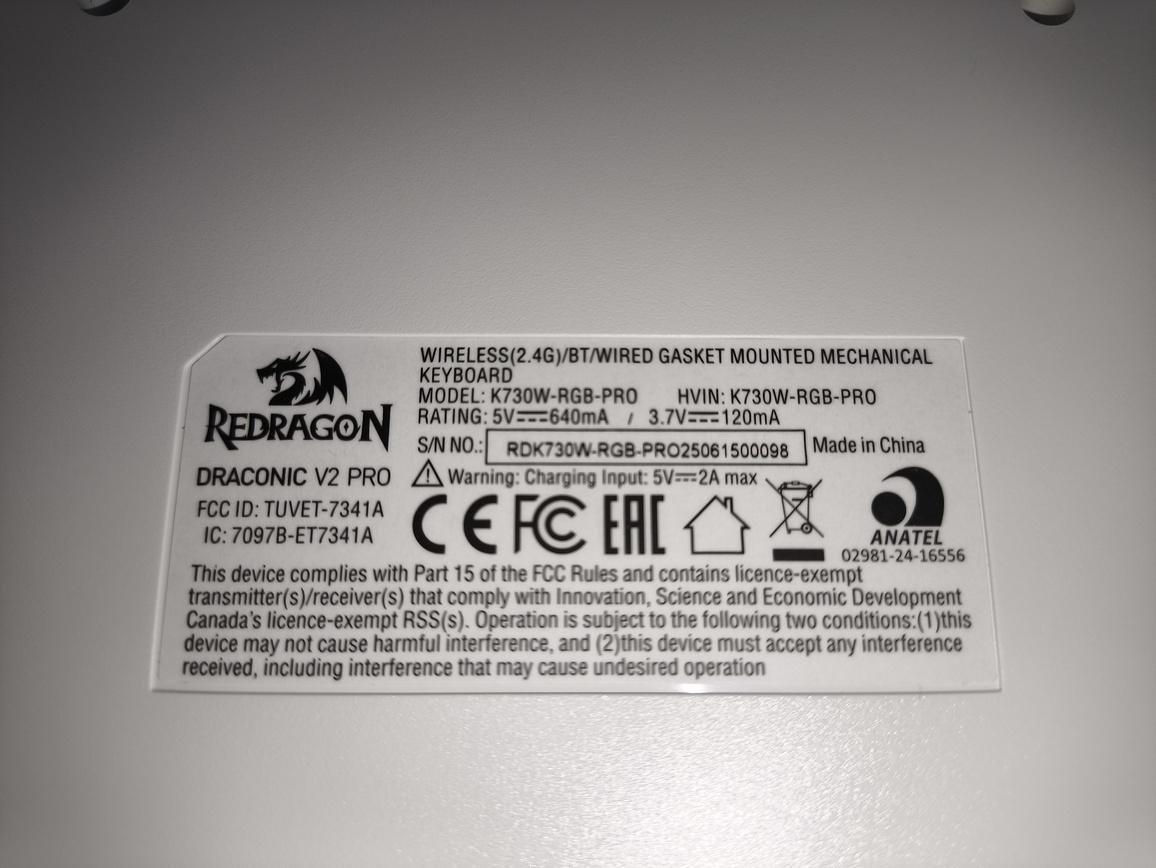 WIRELESS(2.4G)/BT/WIRED GASKET MOUNTED MECHANICAL
KEYBOARD
MODEL: K730W-RGB-PRO HVIN: K730W-RGB-PRO
RATING: 5V⎓640mA / 3.7V⎓120mA
REDRAGON
S/N NO.: RDK730W-RGB-PRO25061500098 Made in China
DRACONIC V2 PRO
Warning: Charging Input: 5V⎓2A max
FCC ID: TUVET-7341A
IC: 7097B-ET7341A
CE FC EAC
ANATEL
02981-24-16556
This device complies with Part 15 of the FCC Rules and contains licence-exempt
transmitter(s)/receiver(s) that comply with Innovation, Science and Economic Development
Canada's licence-exempt RSS(s). Operation is subject to the following two conditions:(1)this
device may not cause harmful interference, and (2)this device must accept any interference
received, including interference that may cause undesired operation